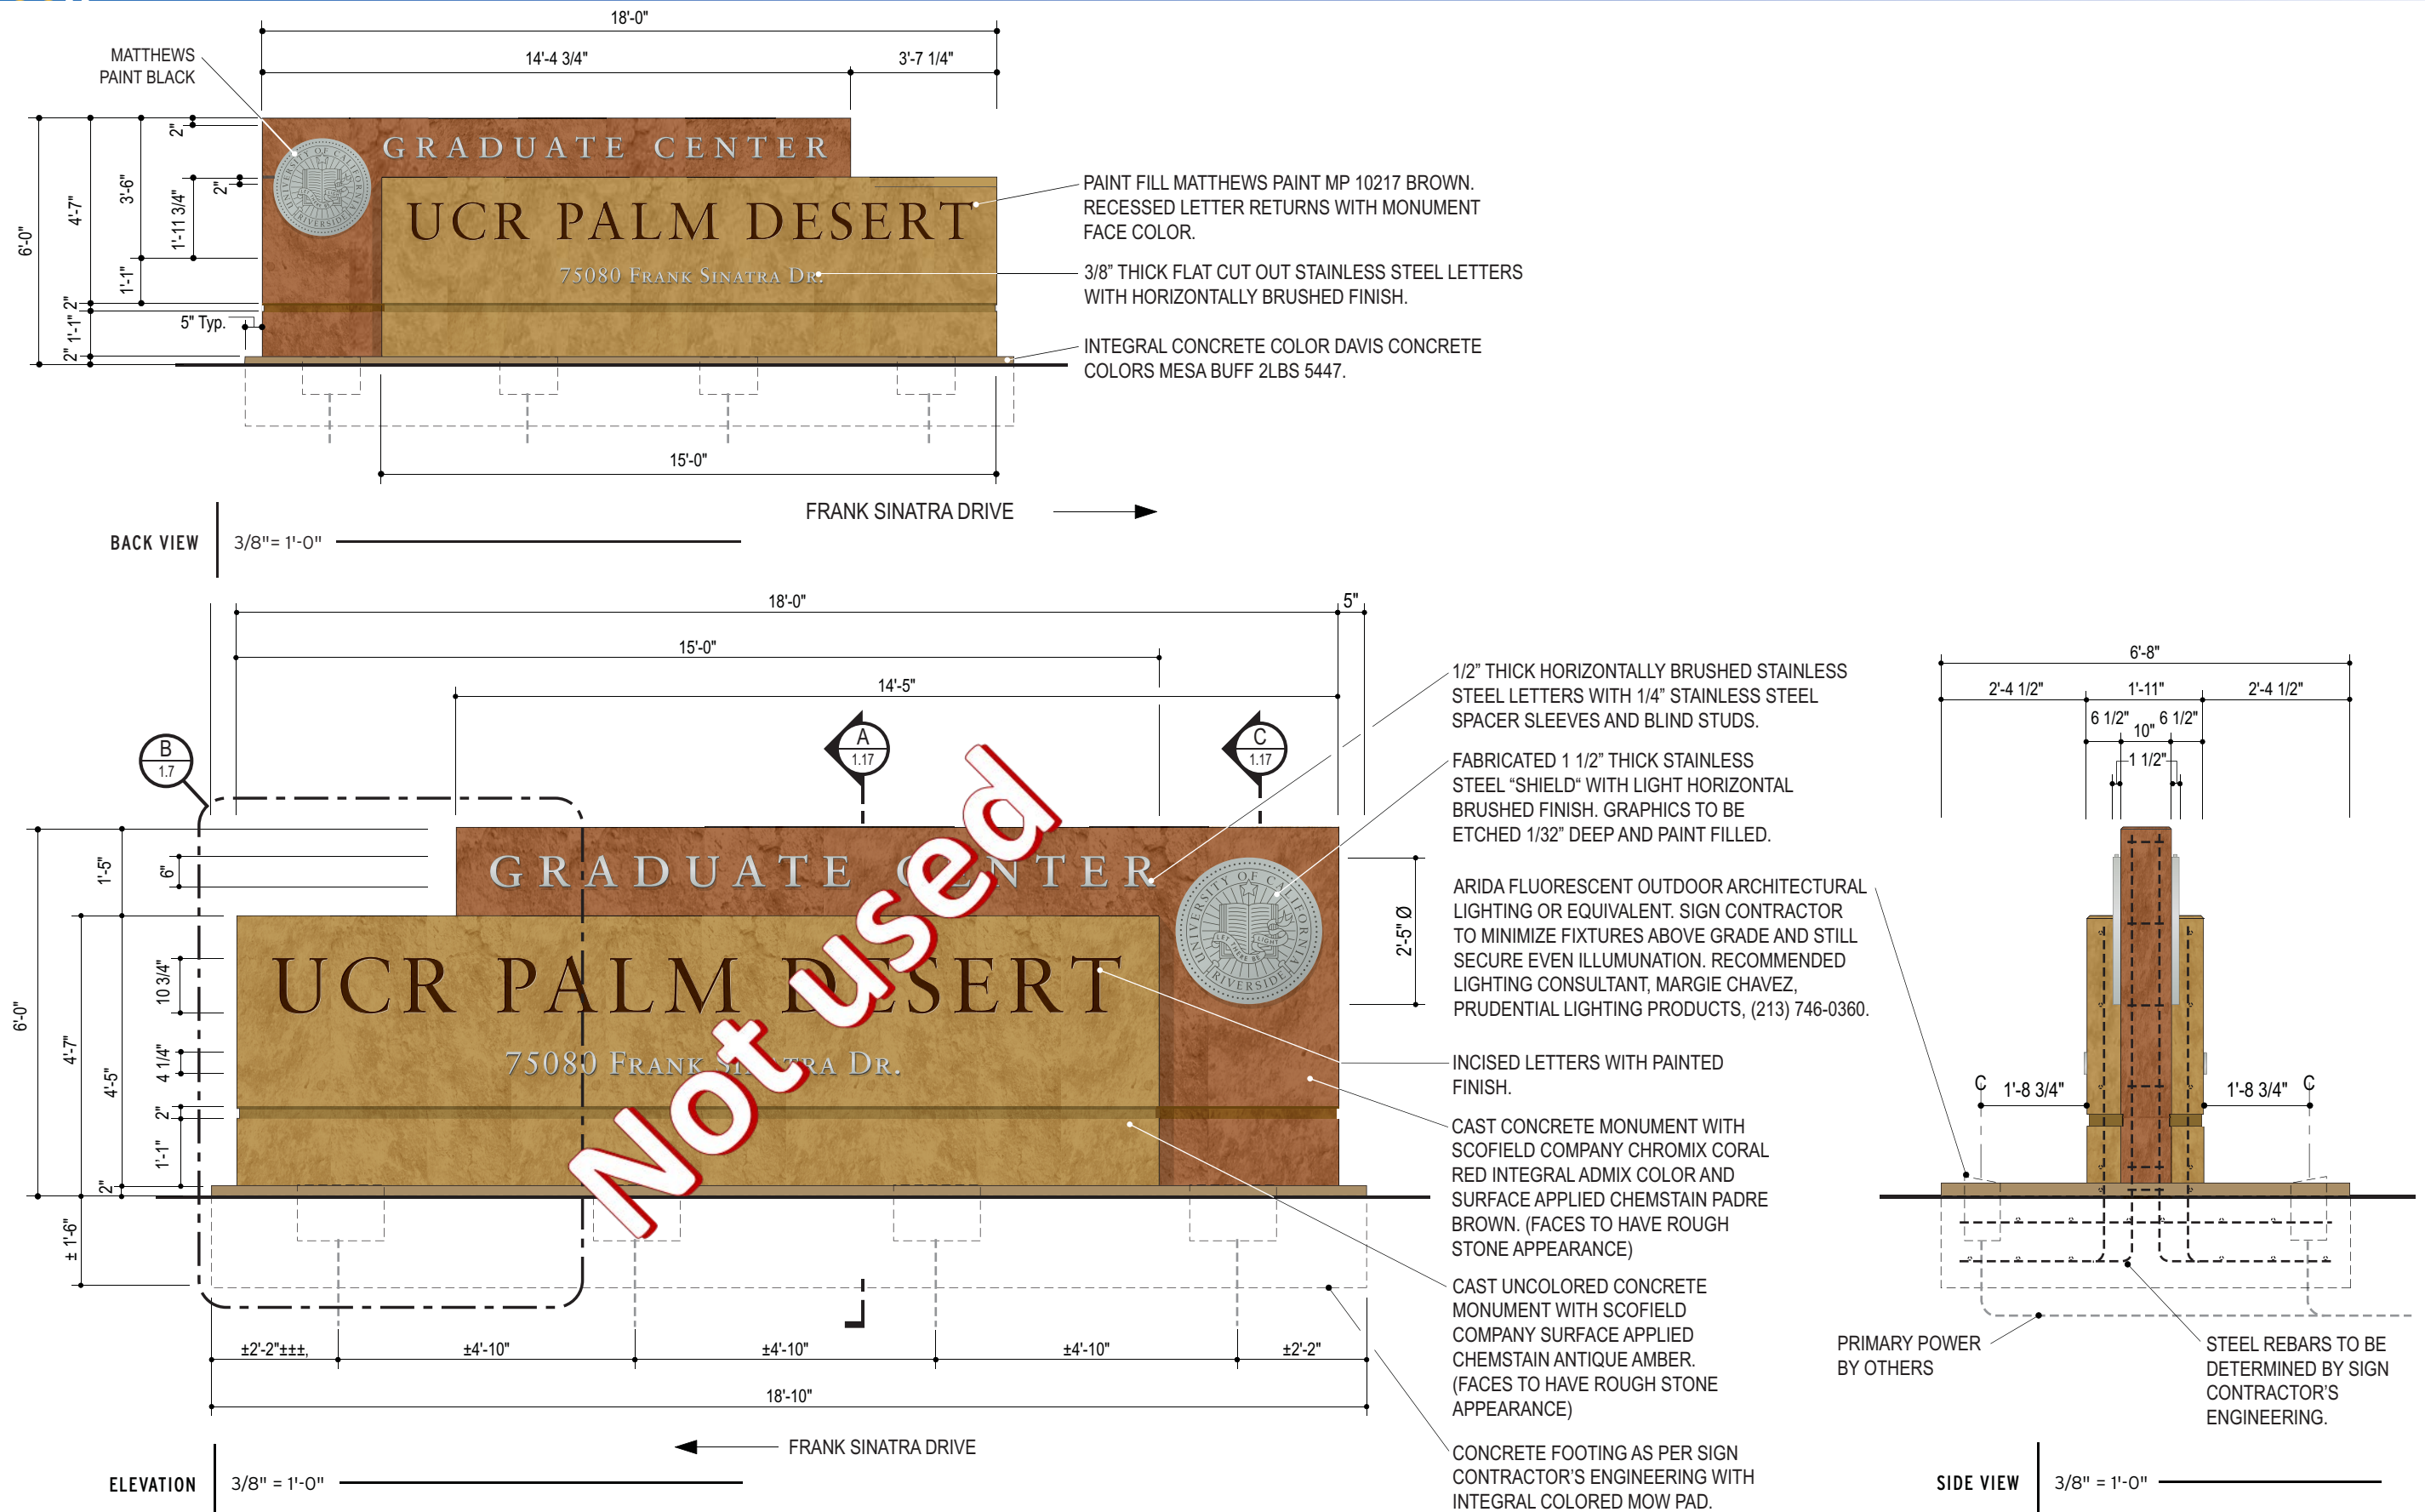 18'-0"
14'-4 3/4"
3'-7 1/4"
MATTHEWS
PAINT BLACK
6'-0"
4'-7"
3'-6"
1'-11 3/4"
2"
2"
1'-1"
2"
1'-1"
2"
5" Typ.
GRADUATE CENTER
UNIVERSITY OF CALIFORNIA
RIVERSIDE
UCR PALM DESERT
75080 FRANK SINATRA DR.
PAINT FILL MATTHEWS PAINT MP 10217 BROWN.
RECESSED LETTER RETURNS WITH MONUMENT
FACE COLOR.
3/8” THICK FLAT CUT OUT STAINLESS STEEL LETTERS
WITH HORIZONTALLY BRUSHED FINISH.
INTEGRAL CONCRETE COLOR DAVIS CONCRETE
COLORS MESA BUFF 2LBS 5447.
15'-0"
FRANK SINATRA DRIVE
BACK VIEW
3/8"= 1'-0"
18'-0"
5"
15'-0"
14'-5"
B
1.7
A
1.17
C
1.17
6'-0"
1'-5"
6"
4'-7"
4'-5"
10 3/4"
4 1/4"
2"
1'-1"
2"
± 1'-6"
2'-5" Ø
GRADUATE CENTER
UNIVERSITY OF CALIFORNIA
LET THERE BE LIGHT
RIVERSIDE
UCR PALM DESERT
75080 FRANK SINATRA DR.
Not used
1/2” THICK HORIZONTALLY BRUSHED STAINLESS
STEEL LETTERS WITH 1/4” STAINLESS STEEL
SPACER SLEEVES AND BLIND STUDS.
FABRICATED 1 1/2” THICK STAINLESS
STEEL “SHIELD“ WITH LIGHT HORIZONTAL
BRUSHED FINISH. GRAPHICS TO BE
ETCHED 1/32” DEEP AND PAINT FILLED.
ARIDA FLUORESCENT OUTDOOR ARCHITECTURAL
LIGHTING OR EQUIVALENT. SIGN CONTRACTOR
TO MINIMIZE FIXTURES ABOVE GRADE AND STILL
SECURE EVEN ILLUMUNATION. RECOMMENDED
LIGHTING CONSULTANT, MARGIE CHAVEZ,
PRUDENTIAL LIGHTING PRODUCTS, (213) 746-0360.
INCISED LETTERS WITH PAINTED
FINISH.
CAST CONCRETE MONUMENT WITH
SCOFIELD COMPANY CHROMIX CORAL
RED INTEGRAL ADMIX COLOR AND
SURFACE APPLIED CHEMSTAIN PADRE
BROWN. (FACES TO HAVE ROUGH
STONE APPEARANCE)
CAST UNCOLORED CONCRETE
MONUMENT WITH SCOFIELD
COMPANY SURFACE APPLIED
CHEMSTAIN ANTIQUE AMBER.
(FACES TO HAVE ROUGH STONE
APPEARANCE)
CONCRETE FOOTING AS PER SIGN
CONTRACTOR’S ENGINEERING WITH
INTEGRAL COLORED MOW PAD.
±2'-2"±±±,
±4'-10"
±4'-10"
±4'-10"
±2'-2"
18'-10"
FRANK SINATRA DRIVE
ELEVATION
3/8" = 1'-0"
6'-8"
2'-4 1/2"
1'-11"
2'-4 1/2"
6 1/2"
10"
6 1/2"
1 1/2"
1'-8 3/4"
1'-8 3/4"
PRIMARY POWER
BY OTHERS
STEEL REBARS TO BE
DETERMINED BY SIGN
CONTRACTOR’S
ENGINEERING.
SIDE VIEW
3/8" = 1'-0"